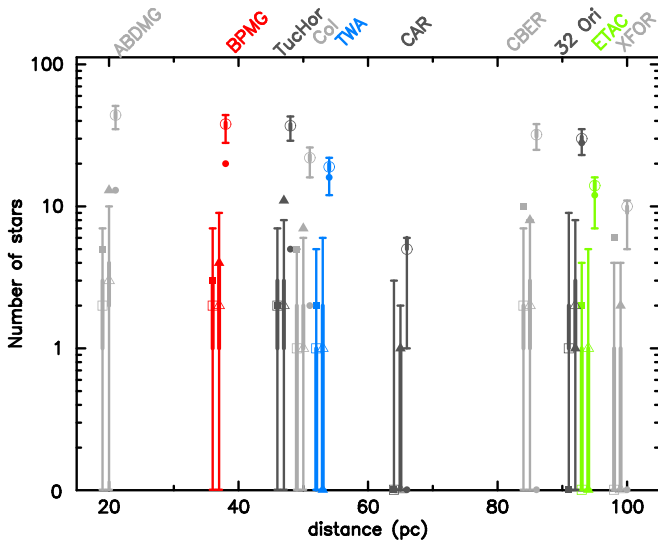 ABDMG BPMG TucHor Col TWA CAR CBER 32 Ori ETAC XFOR
100
10
1
0
Number of stars
20 40 60 80 100
distance (pc)